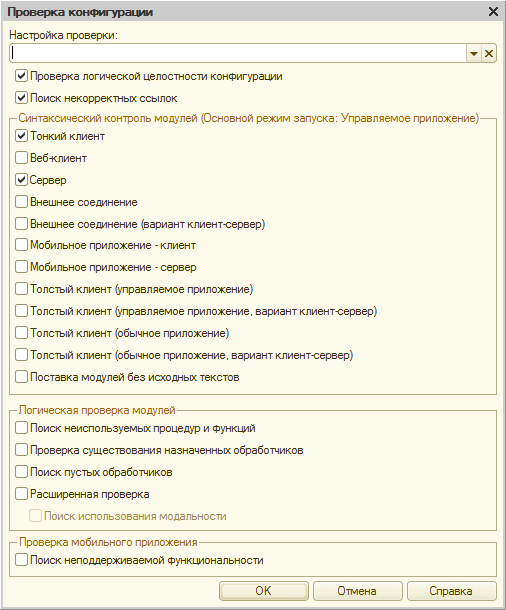 Проверка конфигурации
Настройка проверки:
Проверка логической целостности конфигурации
Поиск некорректных ссылок
Синтаксический контроль модулей (Основной режим запуска: Управляемое приложение)
Тонкий клиент
Веб-клиент
Сервер
Внешнее соединение
Внешнее соединение (вариант клиент-сервер)
Мобильное приложение - клиент
Мобильное приложение - сервер
Толстый клиент (управляемое приложение)
Толстый клиент (управляемое приложение, вариант клиент-сервер)
Толстый клиент (обычное приложение)
Толстый клиент (обычное приложение, вариант клиент-сервер)
Поставка модулей без исходных текстов
Логическая проверка модулей
Поиск неиспользуемых процедур и функций
Проверка существования назначенных обработчиков
Поиск пустых обработчиков
Расширенная проверка
Поиск использования модальности
Проверка мобильного приложения
Поиск неподдерживаемой функциональности
OK Отмена Справка